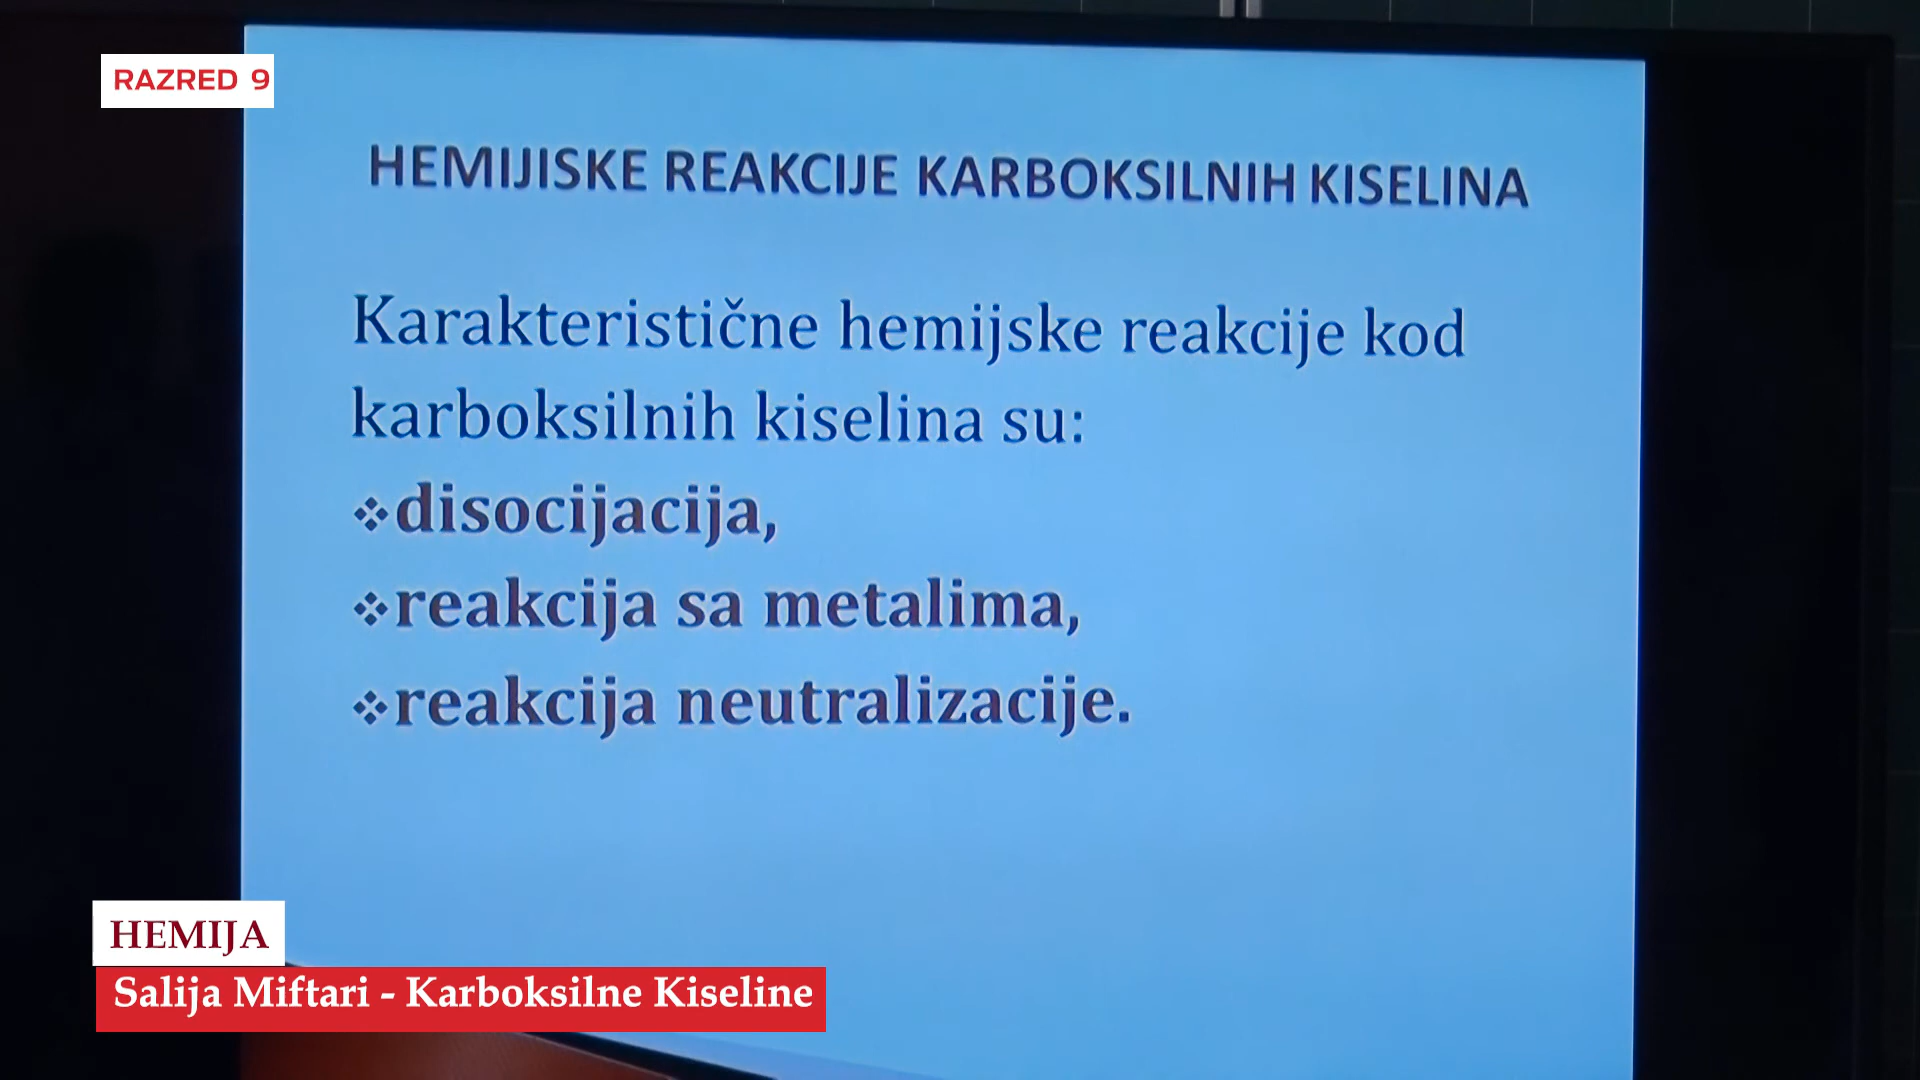 RAZRED 9
HEMIJISKE REAKCIJE KARBOKSILNIH KISELINA
Karakteristične hemijske reakcije kod
karboksilnih kiselina su:
❖disocijacija,
❖reakcija sa metalima,
❖reakcija neutralizacije.
HEMIJA
Salija Miftari - Karboksilne Kiseline